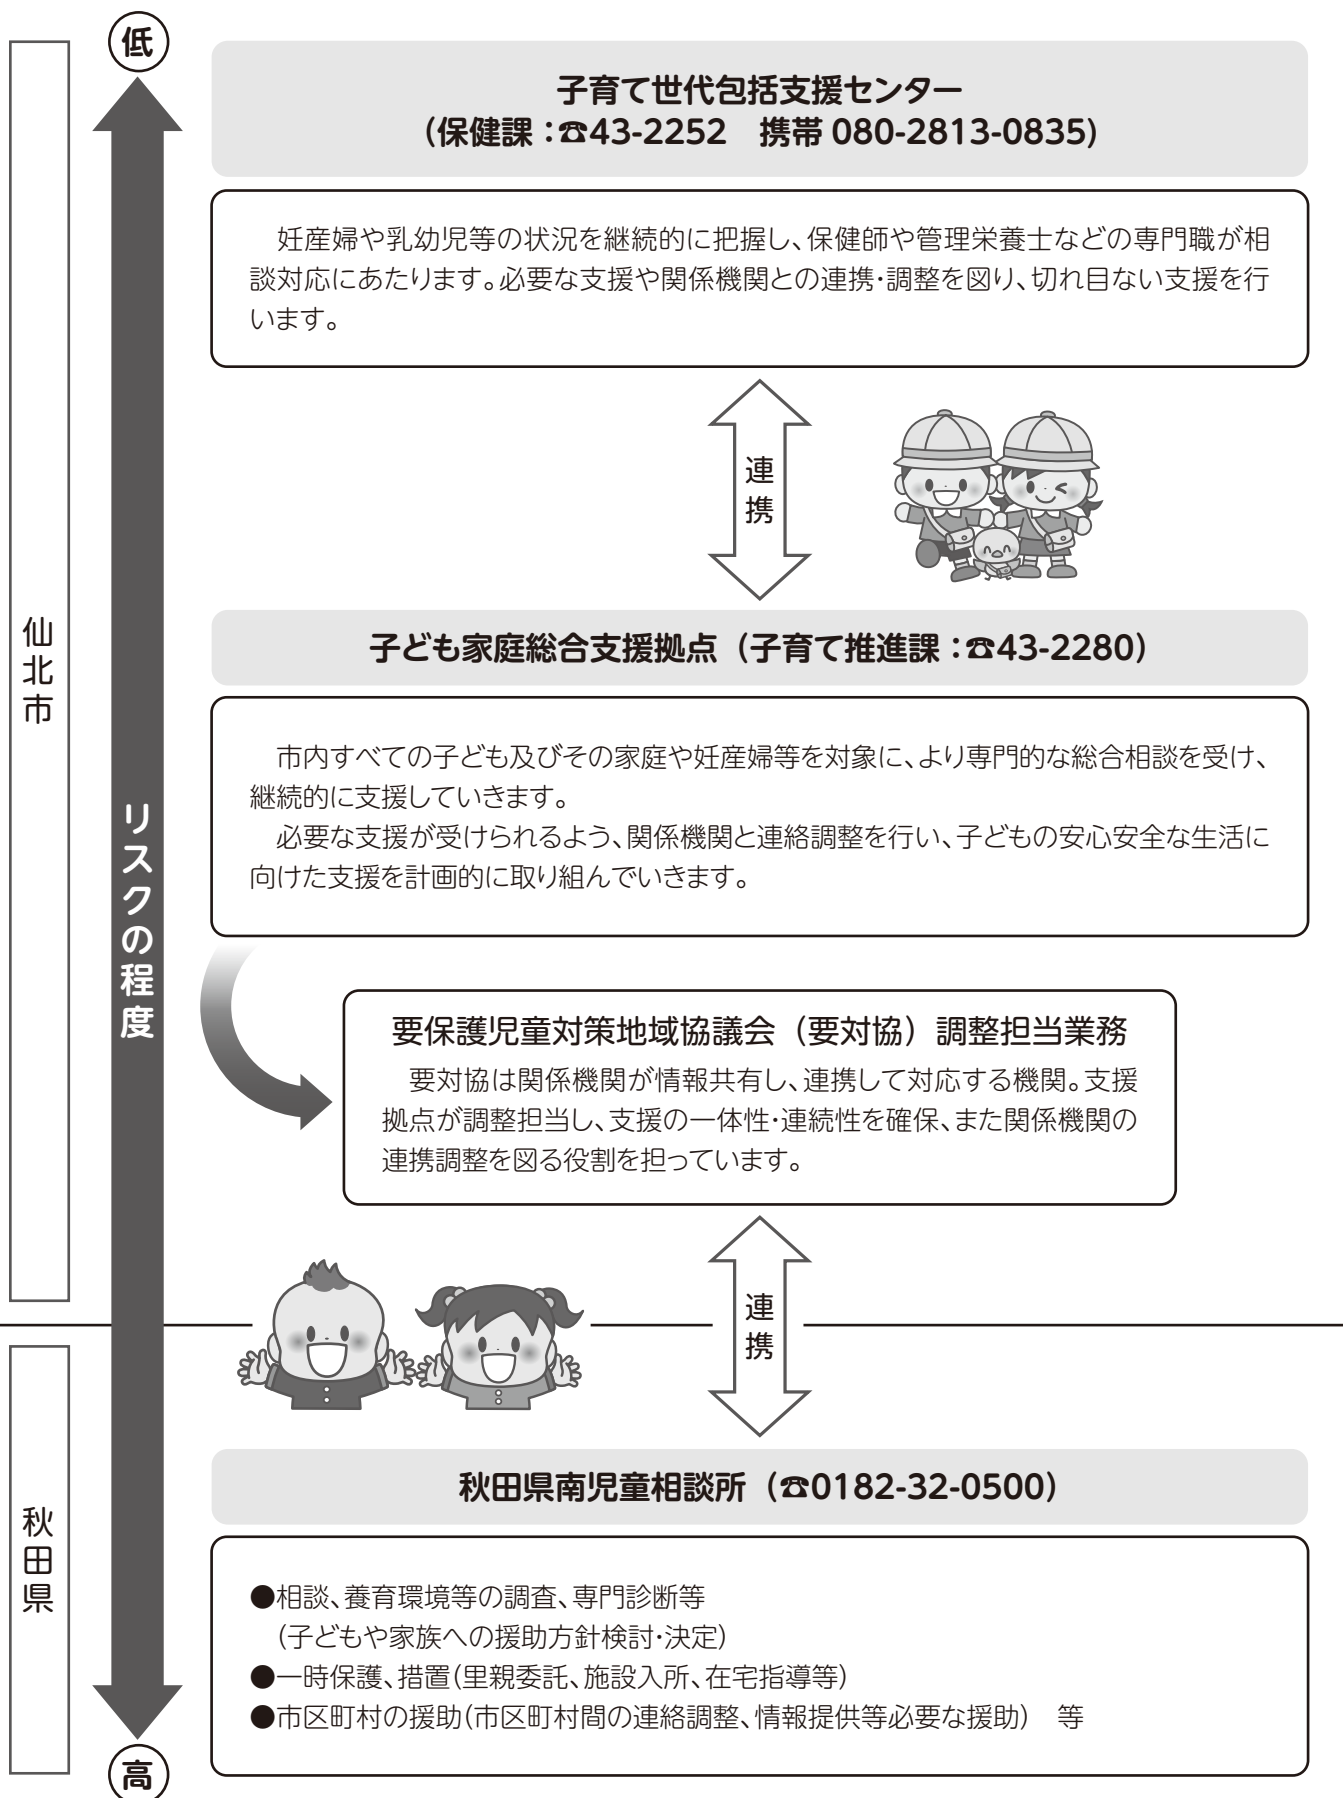 低
子育て世代包括支援センター
(保健課：☎43-2252　携帯 080-2813-0835)
妊産婦や乳幼児等の状況を継続的に把握し、保健師や管理栄養士などの専門職が相
談対応にあたります。必要な支援や関係機関との連携・調整を図り、切れ目ない支援を行
います。
連携
仙北市
リスクの程度
子ども家庭総合支援拠点（子育て推進課：☎43-2280）
市内すべての子ども及びその家庭や妊産婦等を対象に、より専門的な総合相談を受け、
継続的に支援していきます。
必要な支援が受けられるよう、関係機関と連絡調整を行い、子どもの安心安全な生活に
向けた支援を計画的に取り組んでいきます。
要保護児童対策地域協議会（要対協）調整担当業務
要対協は関係機関が情報共有し、連携して対応する機関。支援
拠点が調整担当し、支援の一体性・連続性を確保、また関係機関の
連携調整を図る役割を担っています。
連携
秋田県
秋田県南児童相談所（☎0182-32-0500）
●相談、養育環境等の調査、専門診断等
(子どもや家族への援助方針検討・決定)
●一時保護、措置(里親委託、施設入所、在宅指導等)
●市区町村の援助(市区町村間の連絡調整、情報提供等必要な援助)　等
高